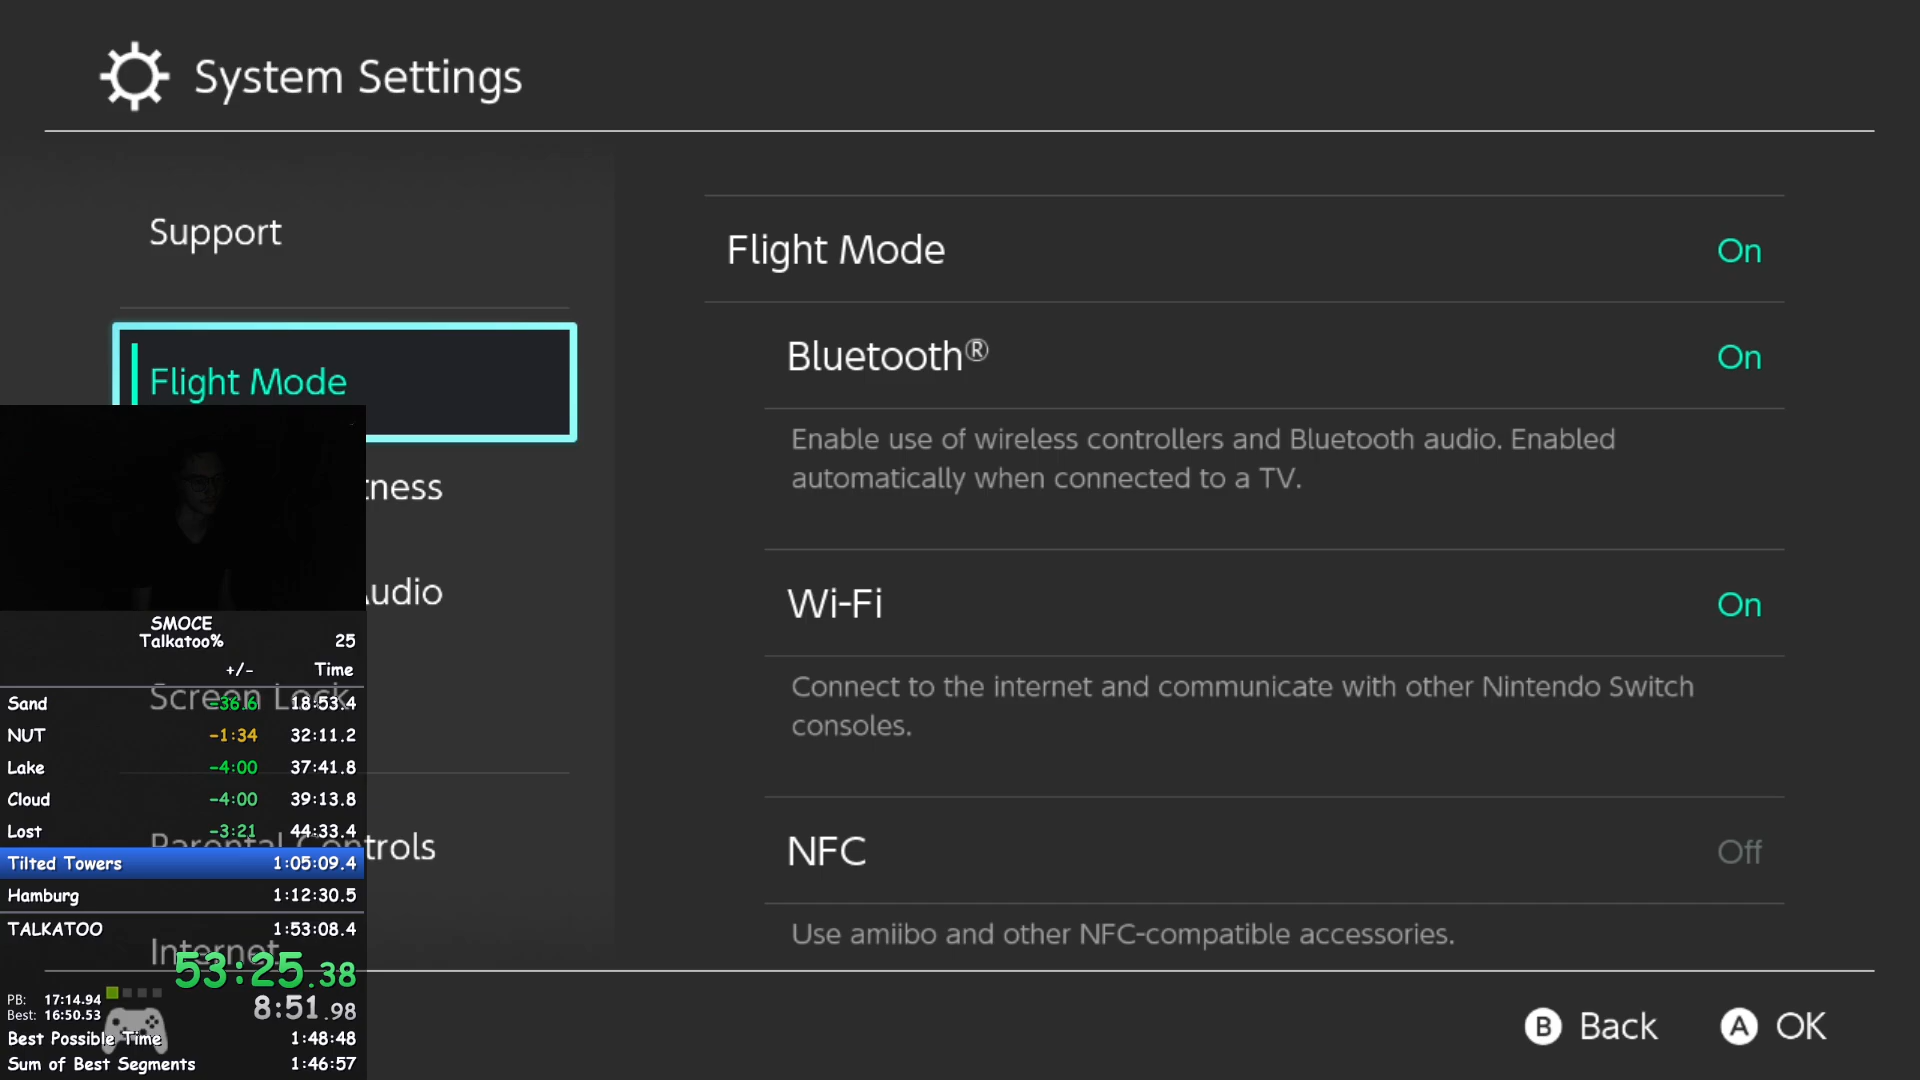 System Settings
Support
Flight Mode
tness
udio
Screen Lock
Parental Controls
Internet
Flight Mode On
Bluetooth® On
Enable use of wireless controllers and Bluetooth audio. Enabled
automatically when connected to a TV.
Wi-Fi On
Connect to the internet and communicate with other Nintendo Switch
consoles.
NFC Off
Use amiibo and other NFC-compatible accessories.
B Back A OK
SMOCE
Talkatoo% 25
+/- Time
Sand -36.6 18:53.4
NUT -1:34 32:11.2
Lake -4:00 37:41.8
Cloud -4:00 39:13.8
Lost -3:21 44:33.4
Tilted Towers 1:05:09.4
Hamburg 1:12:30.5
TALKATOO 1:53:08.4
53:25.38
PB: 17:14.94
8:51.98
Best: 16:50.53
Best Possible Time 1:48:48
Sum of Best Segments 1:46:57